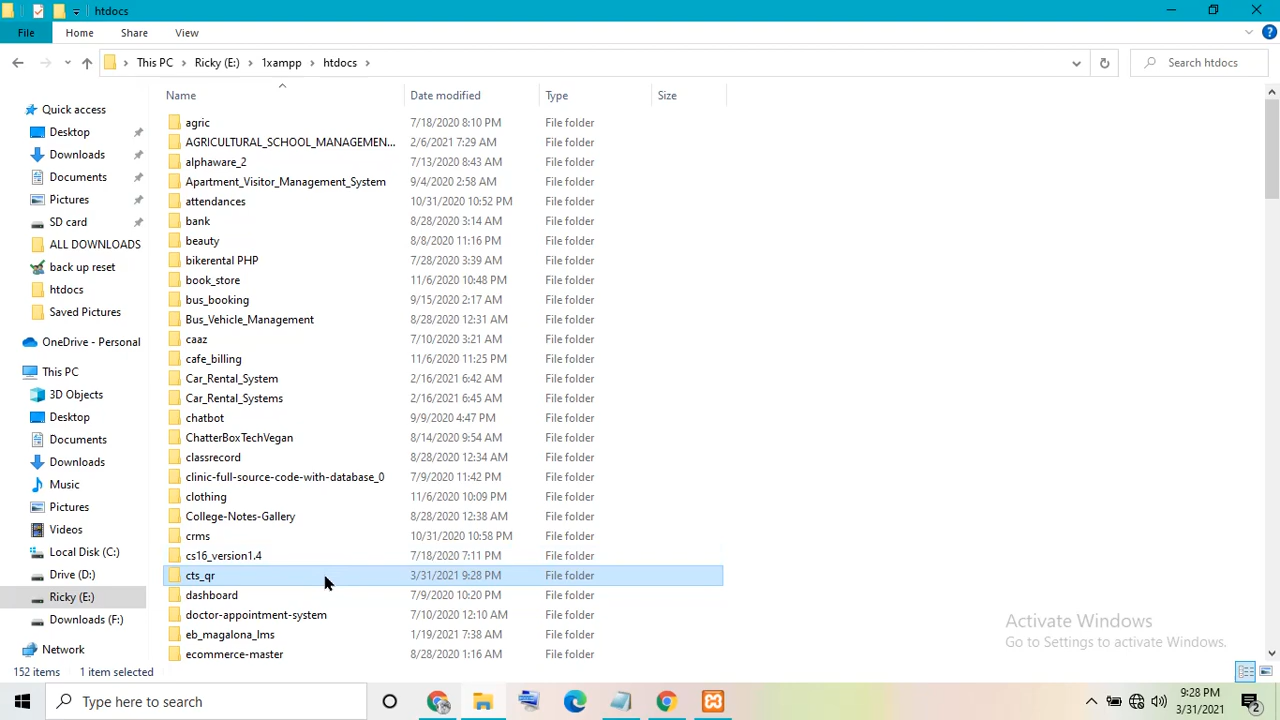 htdocs
File Home Share View
This PC Ricky (E:) 1xampp htdocs Search htdocs
Name Date modified Type Size
Quick access
Desktop
Downloads
Documents
Pictures
SD card
ALL DOWNLOADS
back up reset
htdocs
Saved Pictures
OneDrive - Personal
This PC
3D Objects
Desktop
Documents
Downloads
Music
Pictures
Videos
Local Disk (C:)
Drive (D:)
Ricky (E:)
Downloads (F:)
Network
agric 7/18/2020 8:10 PM File folder
AGRICULTURAL_SCHOOL_MANAGEMEN... 2/6/2021 7:29 AM File folder
alphaware_2 7/13/2020 8:43 AM File folder
Apartment_Visitor_Management_System 9/4/2020 2:58 AM File folder
attendances 10/31/2020 10:52 PM File folder
bank 8/28/2020 3:14 AM File folder
beauty 8/8/2020 11:16 PM File folder
bikerental PHP 7/28/2020 3:39 AM File folder
book_store 11/6/2020 10:48 PM File folder
bus_booking 9/15/2020 2:17 AM File folder
Bus_Vehicle_Management 8/28/2020 12:31 AM File folder
caaz 7/10/2020 3:21 AM File folder
cafe_billing 11/6/2020 11:25 PM File folder
Car_Rental_System 2/16/2021 6:42 AM File folder
Car_Rental_Systems 2/16/2021 6:45 AM File folder
chatbot 9/9/2020 4:47 PM File folder
ChatterBoxTechVegan 8/14/2020 9:54 AM File folder
classrecord 8/28/2020 12:34 AM File folder
clinic-full-source-code-with-database_0 7/9/2020 11:42 PM File folder
clothing 11/6/2020 10:09 PM File folder
College-Notes-Gallery 8/28/2020 12:38 AM File folder
crms 10/31/2020 10:58 PM File folder
cs16_version1.4 7/18/2020 7:11 PM File folder
cts_qr 3/31/2021 9:28 PM File folder
dashboard 7/9/2020 10:20 PM File folder
doctor-appointment-system 7/10/2020 12:10 AM File folder
eb_magalona_lms 1/19/2021 7:38 AM File folder
ecommerce-master 8/28/2020 1:16 AM File folder
Activate Windows
Go to Settings to activate Windows.
152 items 1 item selected
Type here to search
9:28 PM
3/31/2021
2